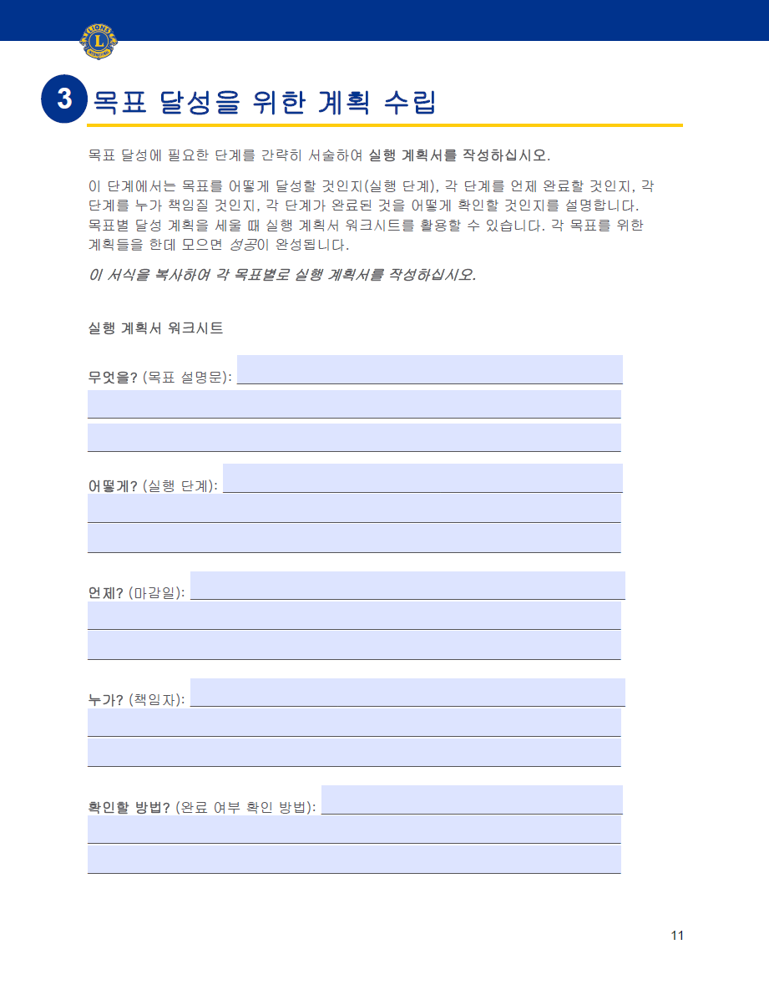 LIONS
L
3 목표 달성을 위한 계획 수립
목표 달성에 필요한 단계를 간략히 서술하여 실행 계획서를 작성하십시오.
이 단계에서는 목표를 어떻게 달성할 것인지(실행 단계), 각 단계를 언제 완료할 것인지, 각
단계를 누가 책임질 것인지, 각 단계가 완료된 것을 어떻게 확인할 것인지를 설명합니다.
목표별 달성 계획을 세울 때 실행 계획서 워크시트를 활용할 수 있습니다. 각 목표를 위한
계획들을 한데 모으면 성공이 완성됩니다.
이 서식을 복사하여 각 목표별로 실행 계획서를 작성하십시오.
실행 계획서 워크시트
무엇을? (목표 설명문):
어떻게? (실행 단계):
언제? (마감일):
누가? (책임자):
확인할 방법? (완료 여부 확인 방법):
11